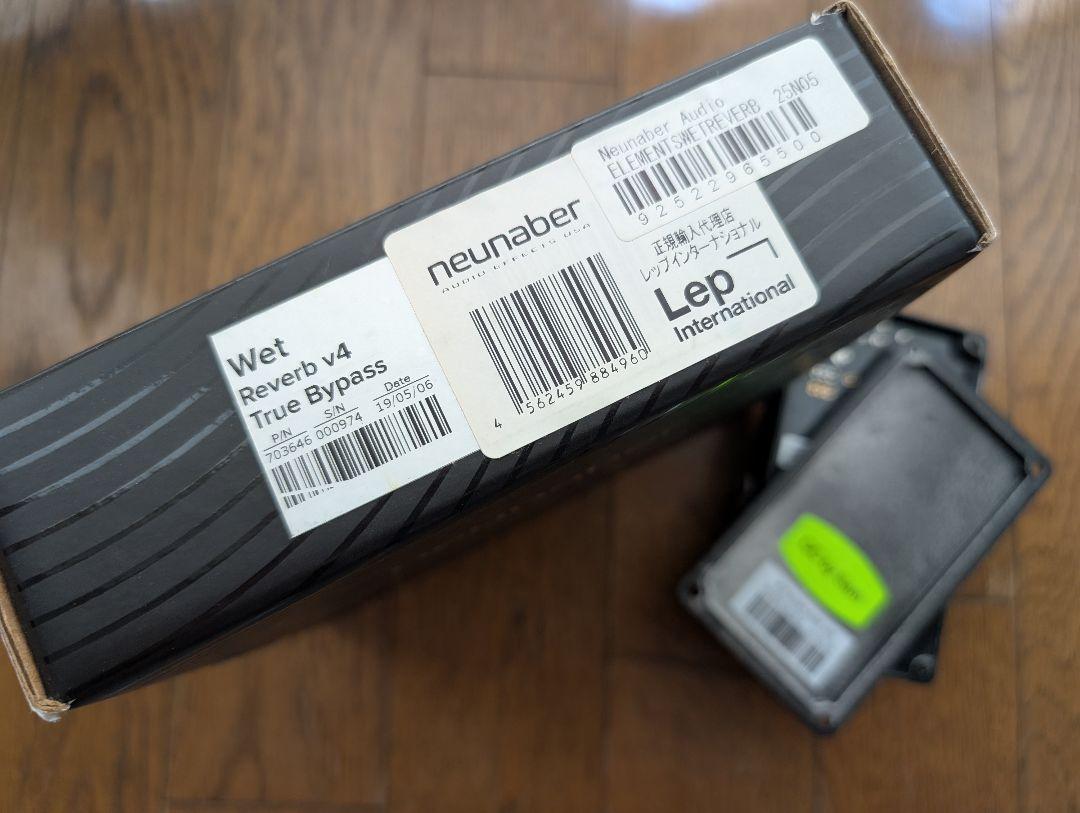 Wet
Reverb v4
True Bypass
P/N S/N Date
703646 000974 19/05/06
neunaber
AUDIO EFFECTS USA
4 562459 884960
Neunaber Audio
ELEMENTSWETREVERB 25N05
925229655500
正規輸入代理店
レップインターナショナル
Lep
International